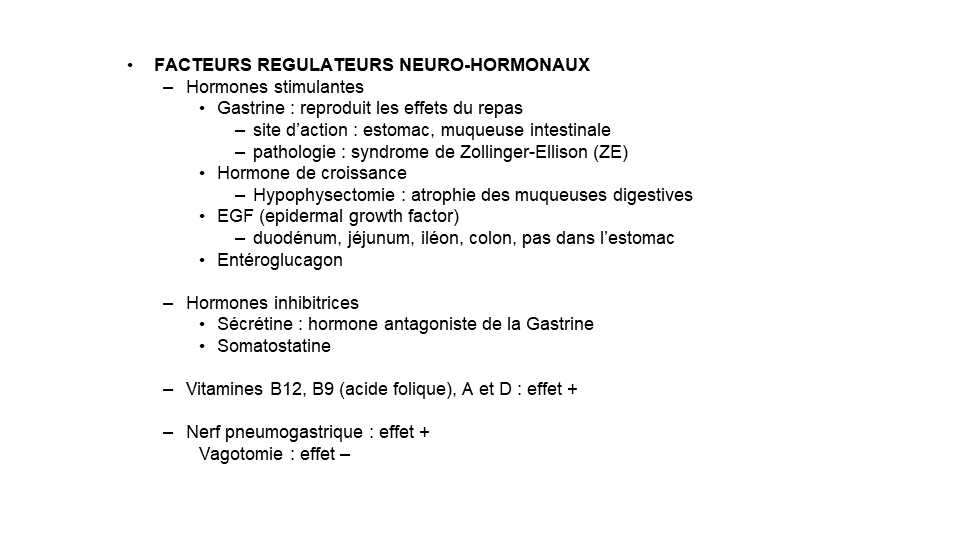 • FACTEURS REGULATEURS NEURO-HORMONAUX
– Hormones stimulantes
• Gastrine : reproduit les effets du repas
– site d’action : estomac, muqueuse intestinale
– pathologie : syndrome de Zollinger-Ellison (ZE)
• Hormone de croissance
– Hypophysectomie : atrophie des muqueuses digestives
• EGF (epidermal growth factor)
– duodénum, jéjunum, iléon, colon, pas dans l’estomac
• Entéroglucagon
– Hormones inhibitrices
• Sécrétine : hormone antagoniste de la Gastrine
• Somatostatine
– Vitamines B12, B9 (acide folique), A et D : effet +
– Nerf pneumogastrique : effet +
Vagotomie : effet –